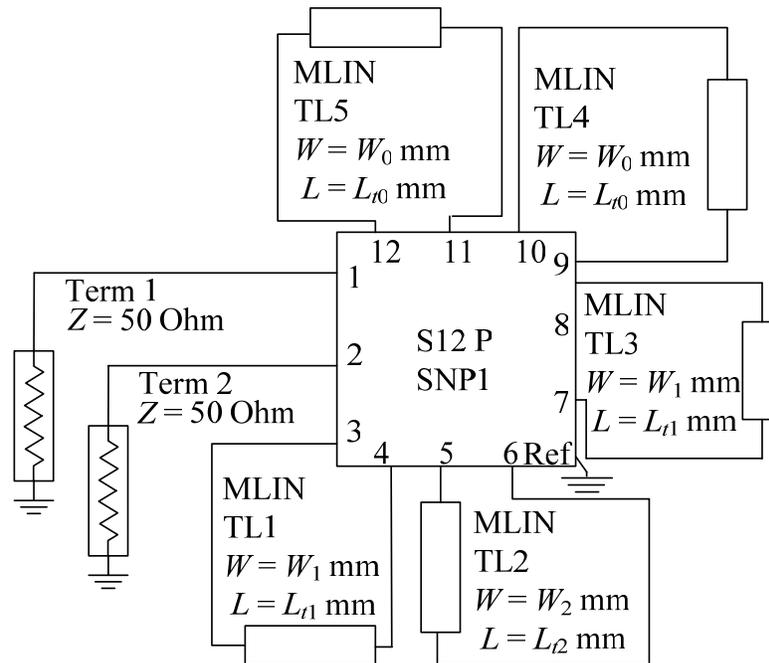 MLIN
TL5
W = W₀ mm
L = Lₜ₀ mm
MLIN
TL4
W = W₀ mm
L = Lₜ₀ mm
12
11
10
9
1
Term 1
Z = 50 Ohm
8
MLIN
TL3
W = W₁ mm
L = Lₜ₁ mm
S12 P
SNP1
2
Term 2
Z = 50 Ohm
7
3
4
5
6
Ref
MLIN
TL1
W = W₁ mm
L = Lₜ₁ mm
MLIN
TL2
W = W₂ mm
L = Lₜ₂ mm